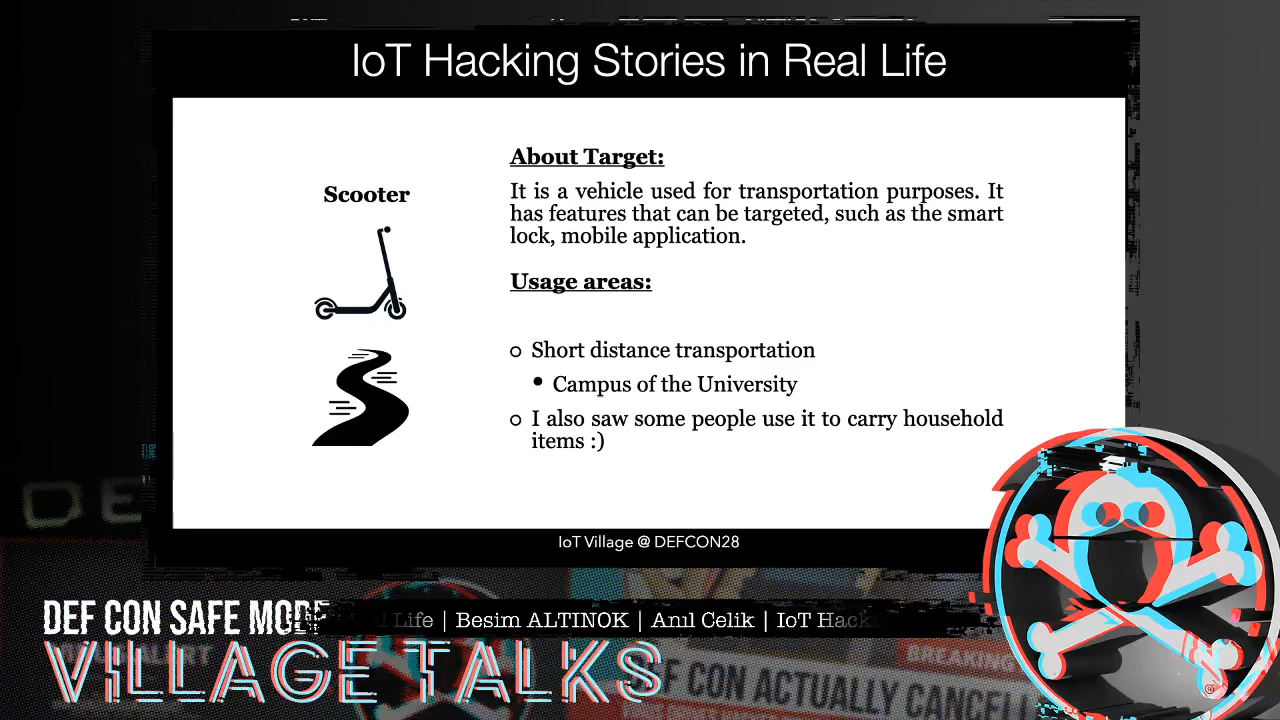 IoT Hacking Stories in Real Life
About Target:
Scooter
It is a vehicle used for transportation purposes. It
has features that can be targeted, such as the smart
lock, mobile application.
Usage areas:
Short distance transportation
Campus of the University
I also saw some people use it to carry household
items :)
IoT Village @ DEFCON28
DEF CON SAFE MODE
Life | Besim ALTINOK | Anıl Celik | IoT Hack
VILLAGE TALKS
BREAKING
DEF CON ACTUALLY CANCELL